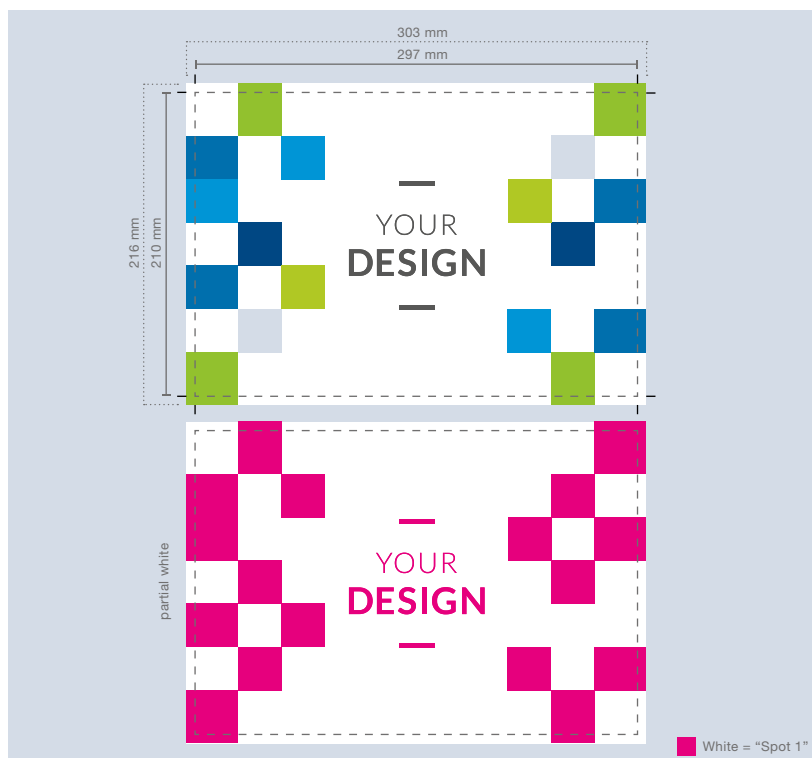 303 mm
297 mm
216 mm
210 mm
YOUR
DESIGN
partial white
YOUR
DESIGN
White = “Spot 1”